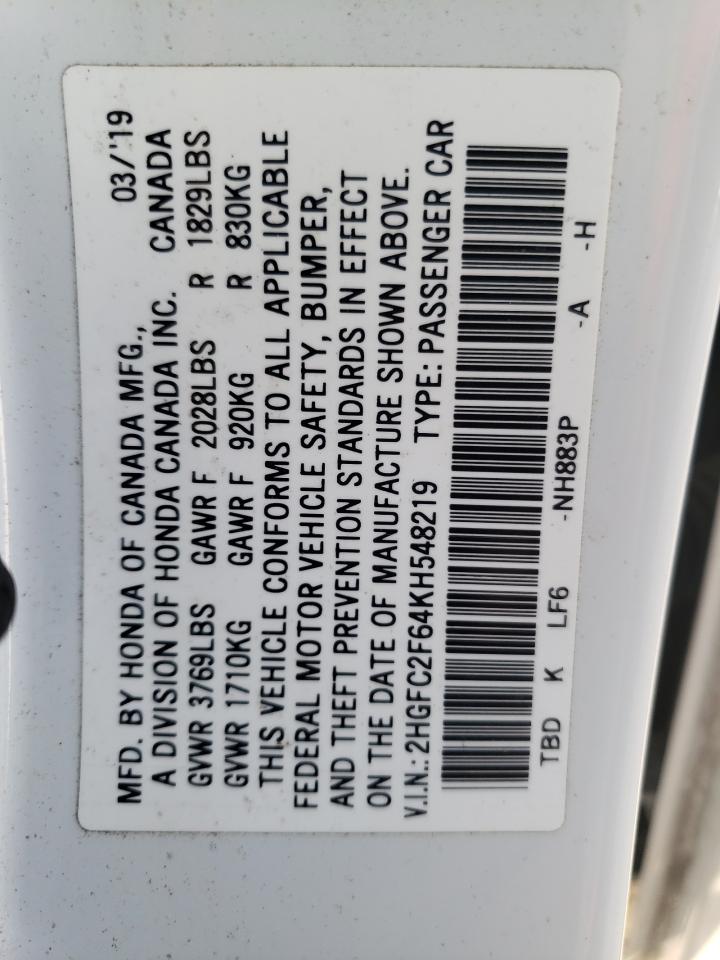 MFD. BY HONDA OF CANADA MFG., 03/'19
A DIVISION OF HONDA CANADA INC. CANADA
GVWR 3769LBS GAWR F 2028LBS R 1829LBS
GVWR 1710KG GAWR F 920KG R 830KG
THIS VEHICLE CONFORMS TO ALL APPLICABLE
FEDERAL MOTOR VEHICLE SAFETY, BUMPER,
AND THEFT PREVENTION STANDARDS IN EFFECT
ON THE DATE OF MANUFACTURE SHOWN ABOVE.
V.I.N.: 2HGFC2F64KH548219 TYPE: PASSENGER CAR
TBD K LF6 -NH883P -A -H